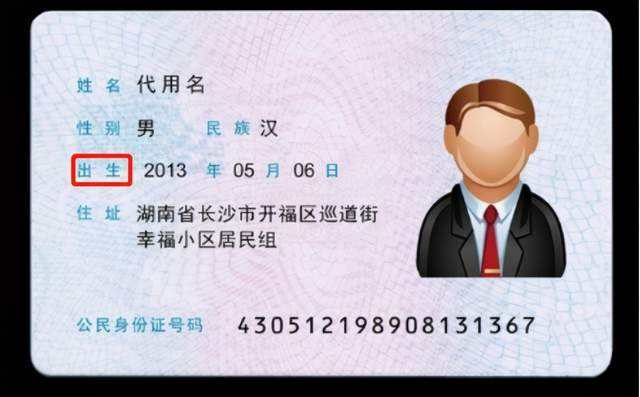 姓名 代用名
性别 男 民族 汉
出生 2013 年 05 月 06 日
住址 湖南省长沙市开福区巡道街
幸福小区居民组
公民身份证号码 430512198908131367